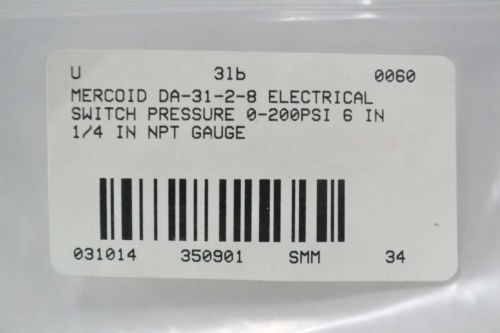 U 3lb 0060
MERCOID DA-31-2-8 ELECTRICAL
SWITCH PRESSURE 0-200PSI 6 IN
1/4 IN NPT GAUGE
031014 350901 SMM 34